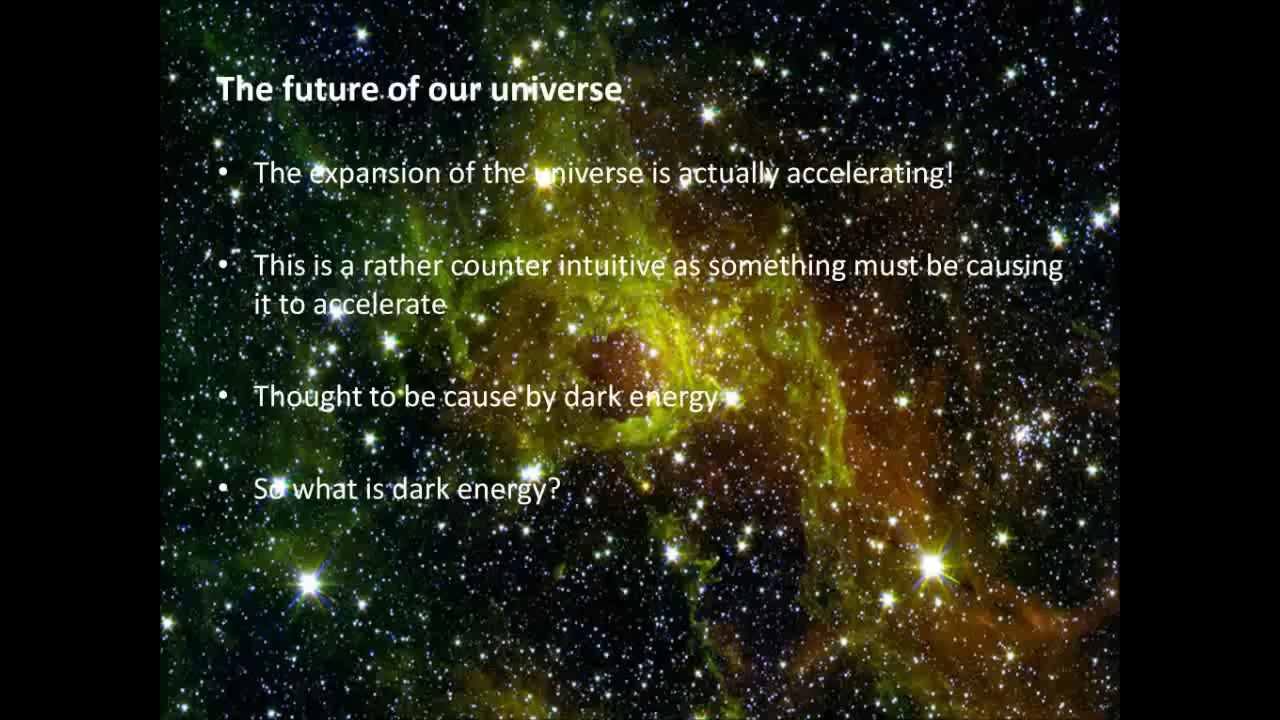 The future of our universe
• The expansion of the universe is actually accelerating!
• This is a rather counter intuitive as something must be causing
it to accelerate
• Thought to be cause by dark energy
• So what is dark energy?